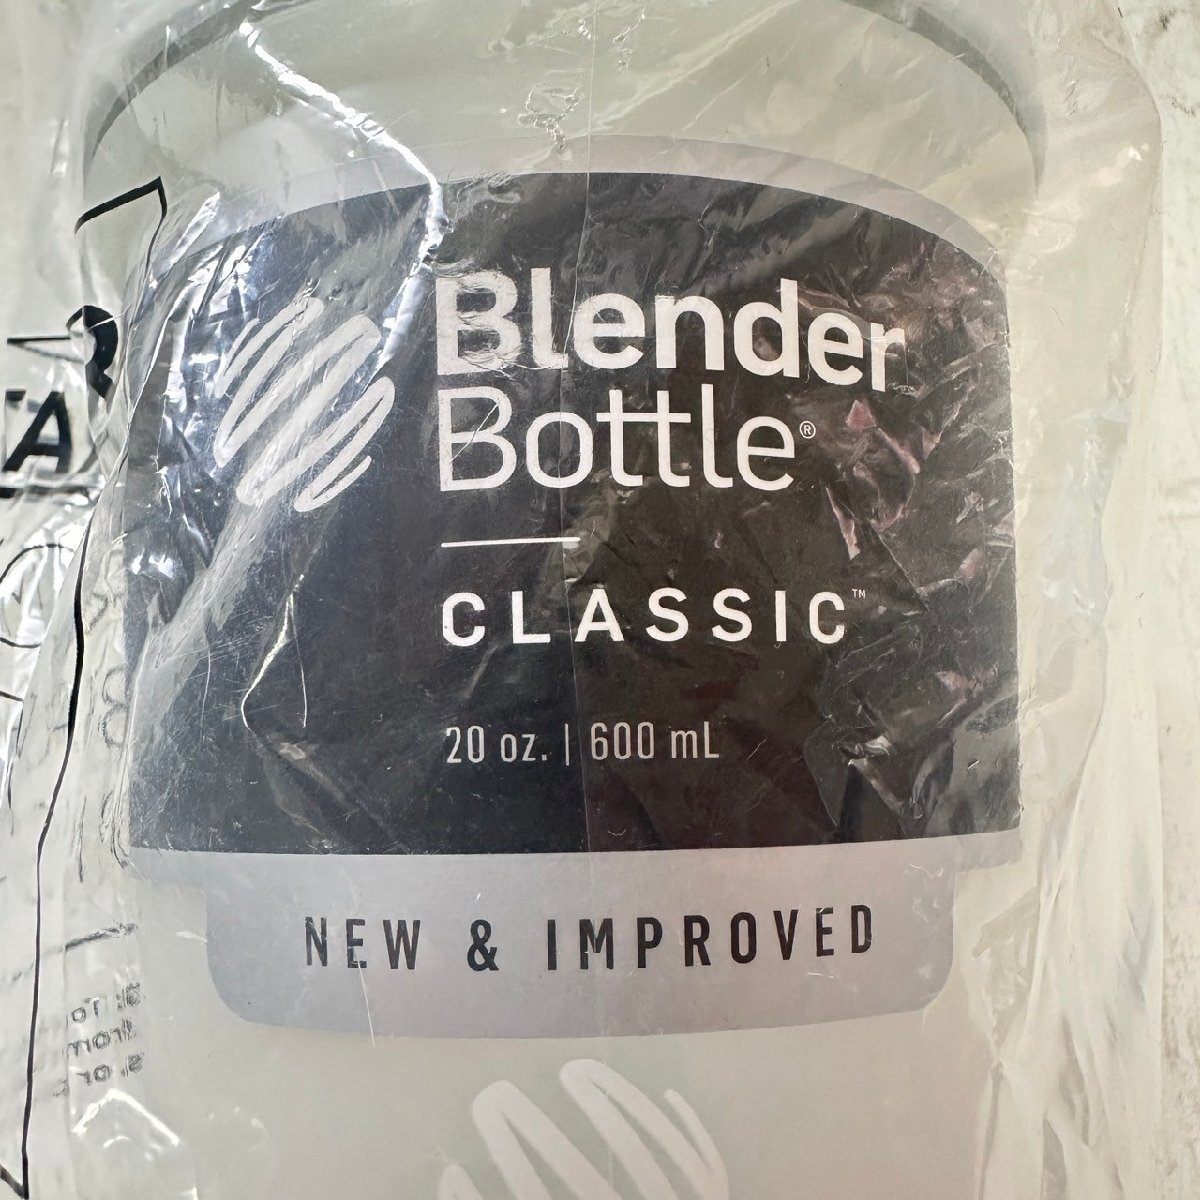 Blender
Bottle®
CLASSIC™
20 oz. | 600 mL
NEW & IMPROVED